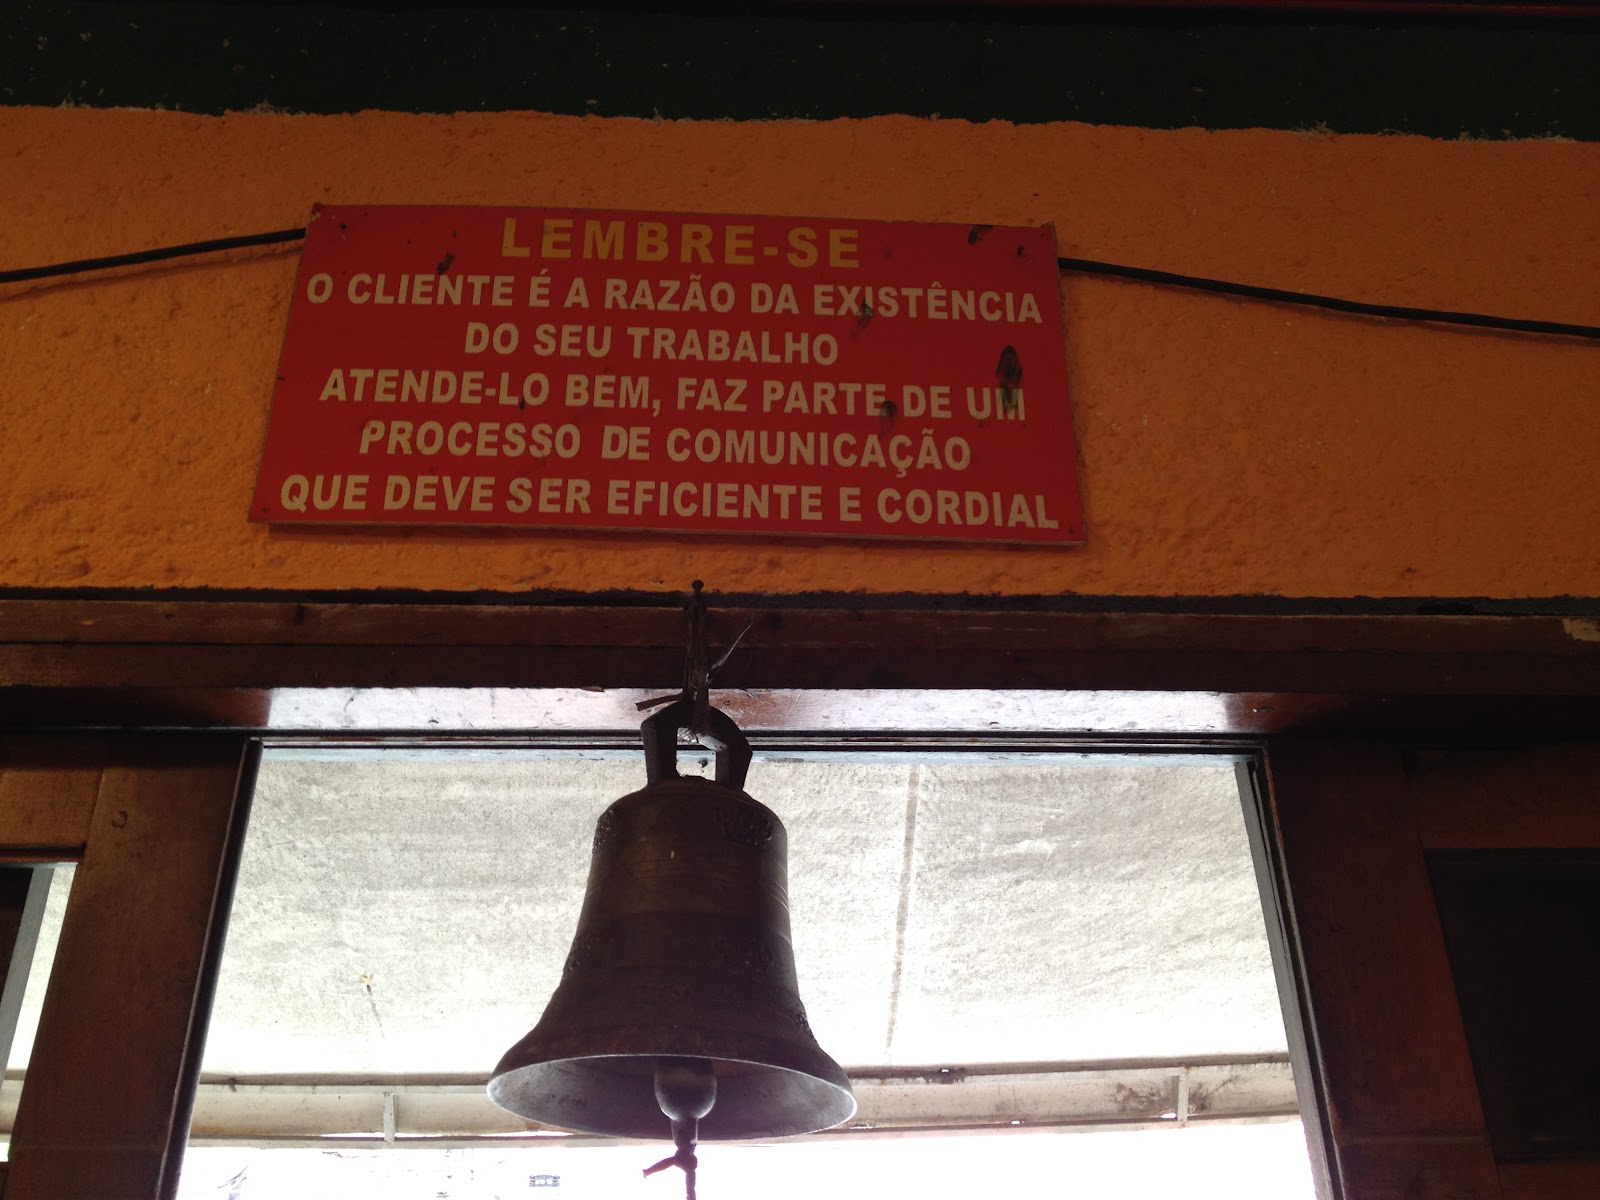 LEMBRE-SE
O CLIENTE É A RAZÃO DA EXISTÊNCIA
DO SEU TRABALHO
ATENDE-LO BEM, FAZ PARTE DE UM
PROCESSO DE COMUNICAÇÃO
QUE DEVE SER EFICIENTE E CORDIAL